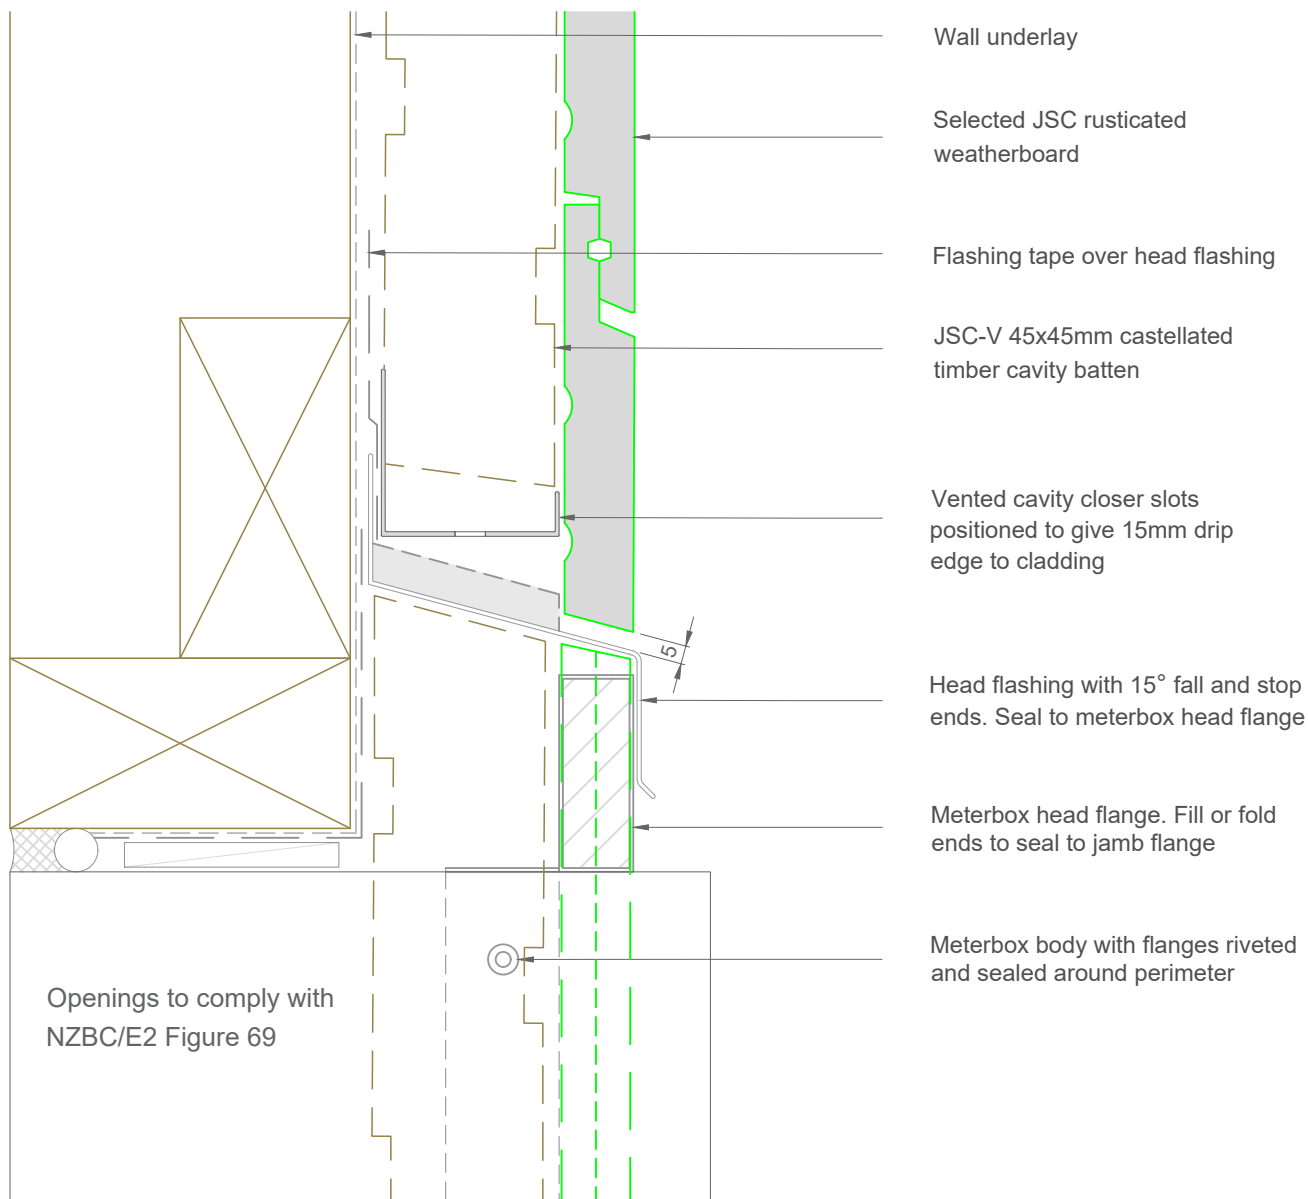 Wall underlay
Selected JSC rusticated
weatherboard
Flashing tape over head flashing
JSC-V 45x45mm castellated
timber cavity batten
Vented cavity closer slots
positioned to give 15mm drip
edge to cladding
5
Head flashing with 15° fall and stop
ends. Seal to meterbox head flange
Meterbox head flange. Fill or fold
ends to seal to jamb flange
Meterbox body with flanges riveted
and sealed around perimeter
Openings to comply with
NZBC/E2 Figure 69